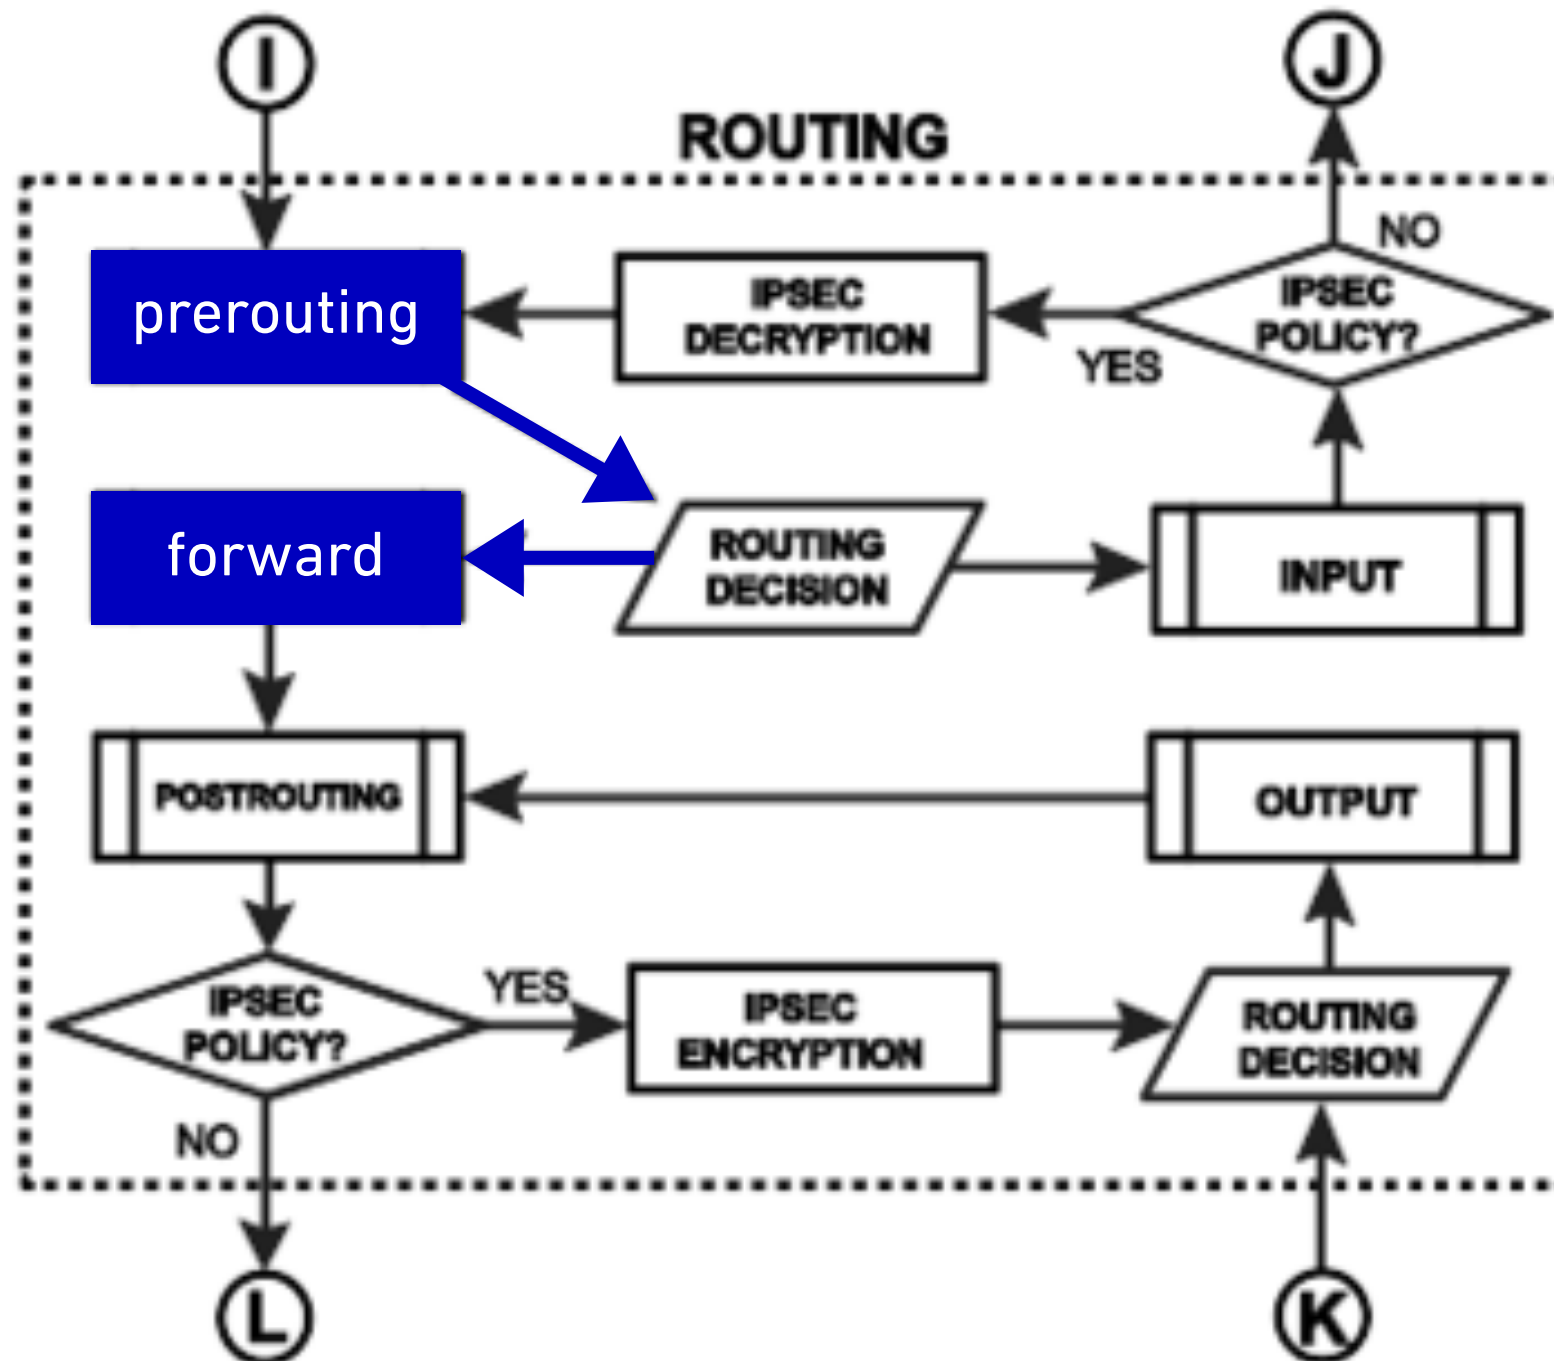 I
J
ROUTING
NO
prerouting
IPSEC
DECRYPTION
IPSEC
POLICY?
YES
forward
ROUTING
DECISION
INPUT
POSTROUTING
OUTPUT
IPSEC
POLICY?
YES
IPSEC
ENCRYPTION
ROUTING
DECISION
NO
L
K